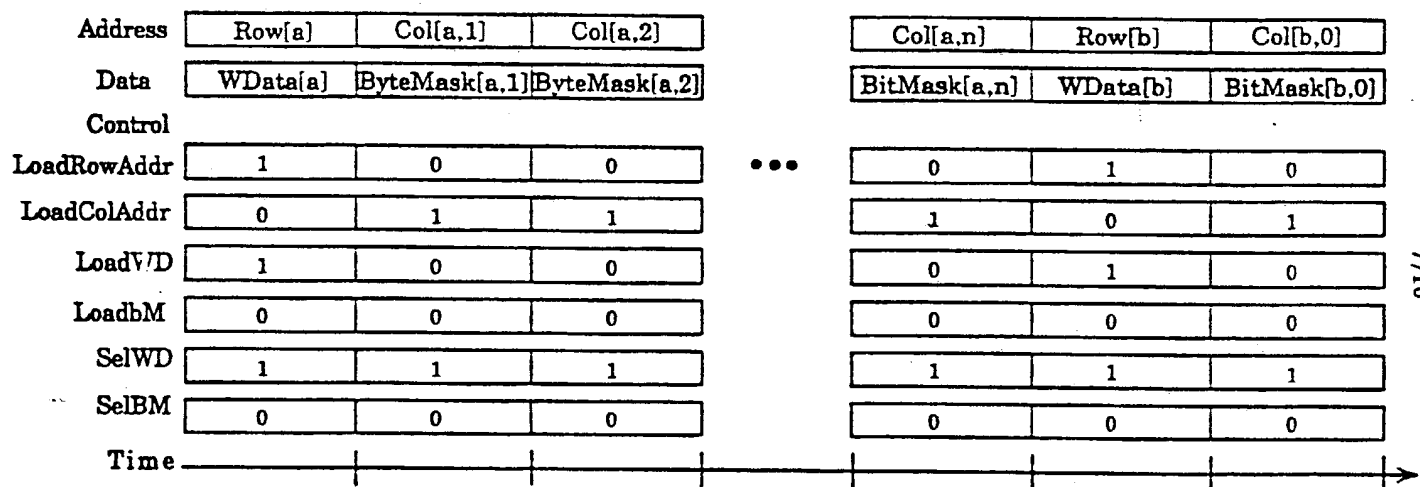 Address Row[a] Col[a,1] Col[a,2] Col[a,n] Row[b] Col[b,0]
Data WData[a] ByteMask[a,1] ByteMask[a,2] BitMask[a,n] WData[b] BitMask[b,0]
Control
LoadRowAddr 1 0 0 ••• 0 1 0
LoadColAddr 0 1 1 1 0 1
LoadWD 1 0 0 0 1 0
LoadbM 0 0 0 0 0 0
SelWD 1 1 1 1 1 1
SelBM 0 0 0 0 0 0
Time